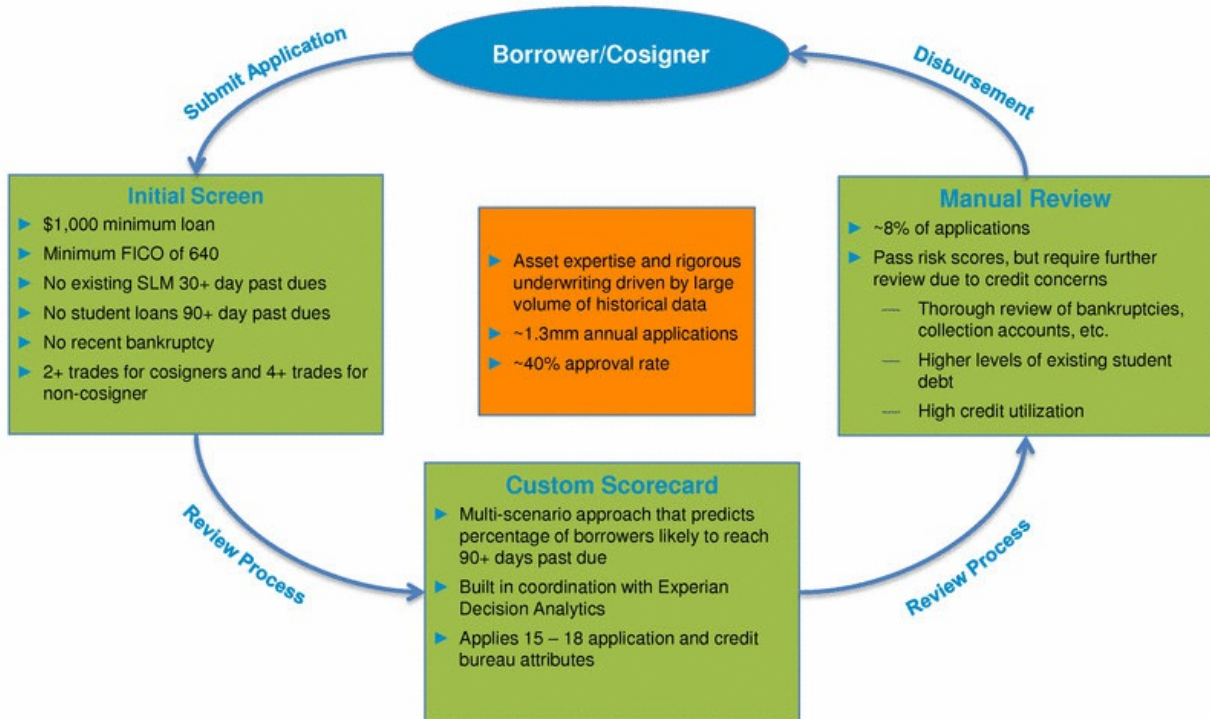 Borrower/Cosigner
Submit Application
Disbursement
Initial Screen
► $1,000 minimum loan
► Minimum FICO of 640
► No existing SLM 30+ day past dues
► No student loans 90+ day past dues
► No recent bankruptcy
► 2+ trades for cosigners and 4+ trades for
non-cosigner
► Asset expertise and rigorous
underwriting driven by large
volume of historical data
► ~1.3mm annual applications
► ~40% approval rate
Manual Review
► ~8% of applications
► Pass risk scores, but require further
review due to credit concerns
— Thorough review of bankruptcies,
collection accounts, etc.
— Higher levels of existing student
debt
— High credit utilization
Review Process
Custom Scorecard
► Multi-scenario approach that predicts
percentage of borrowers likely to reach
90+ days past due
► Built in coordination with Experian
Decision Analytics
► Applies 15 – 18 application and credit
bureau attributes
Review Process